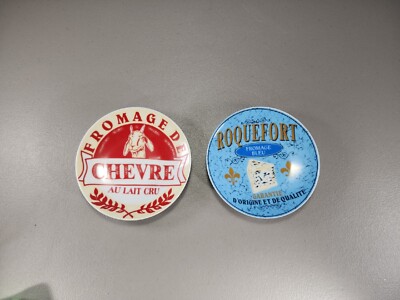 FROMAGE DE
CHEVRE
AU LAIT CRU
ROQUEFORT
FROMAGE
BLEU
GARANTIE
D'ORIGINE ET DE QUALITE